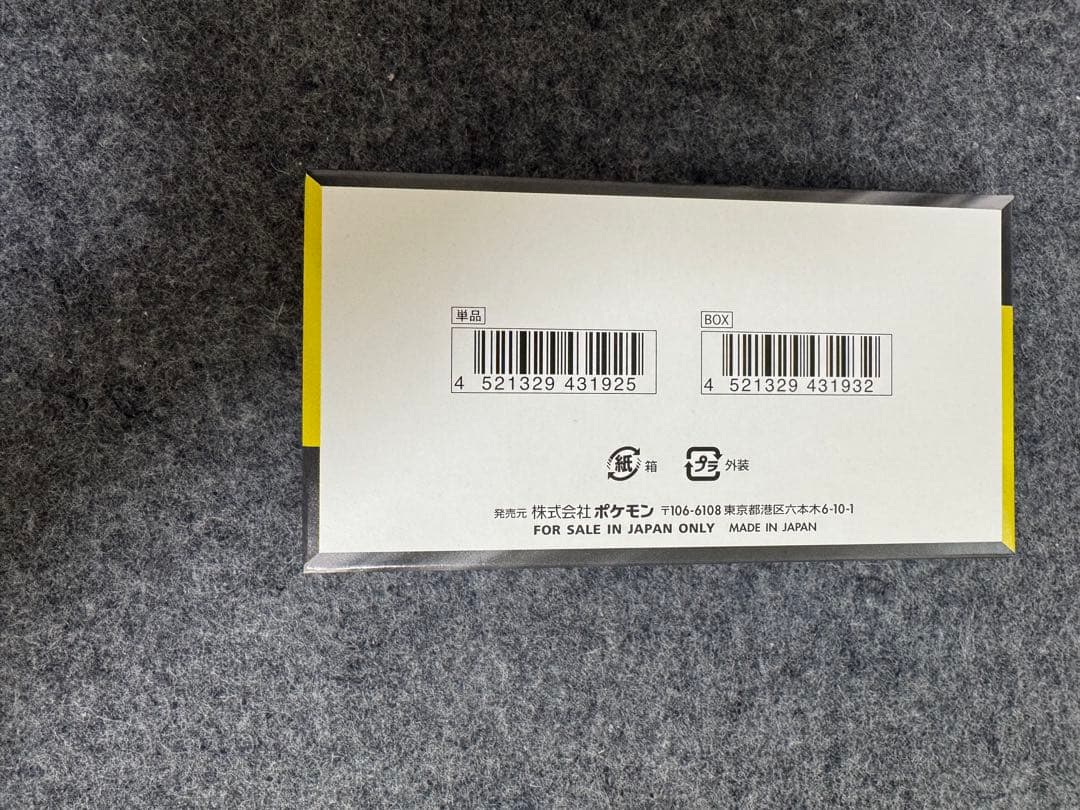 単品
BOX
4 521329 431925
4 521329 431932
紙 箱
プラ 外装
発売元 株式会社ポケモン 〒106-6108 東京都港区六本木6-10-1
FOR SALE IN JAPAN ONLY MADE IN JAPAN